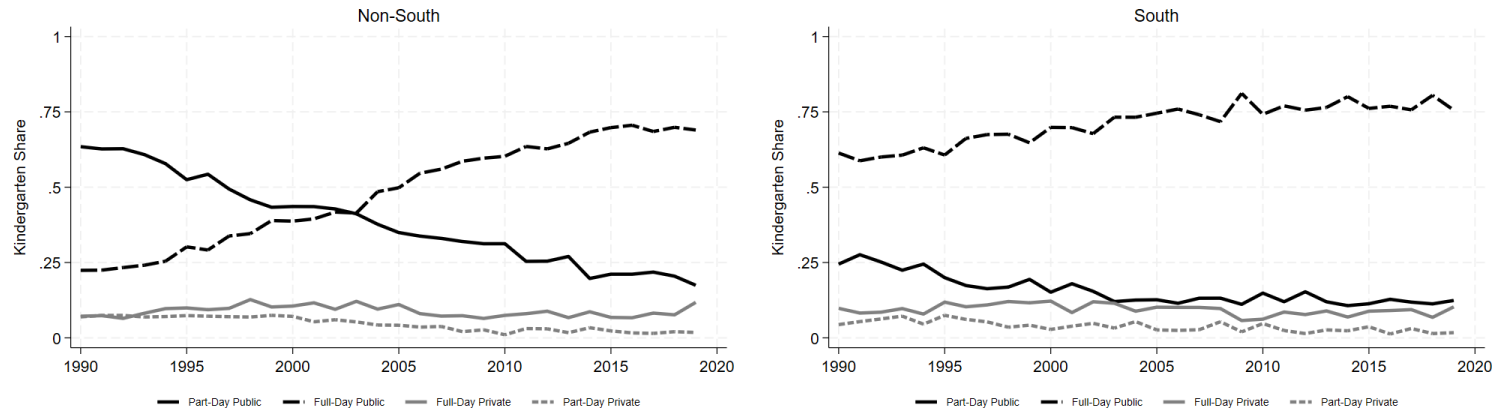 Non-South
Kindergarten Share
1
.75
.5
.25
0
1990 1995 2000 2005 2010 2015 2020
Part-Day Public Full-Day Public Full-Day Private Part-Day Private
South
Kindergarten Share
1
.75
.5
.25
0
1990 1995 2000 2005 2010 2015 2020
Part-Day Public Full-Day Public Full-Day Private Part-Day Private